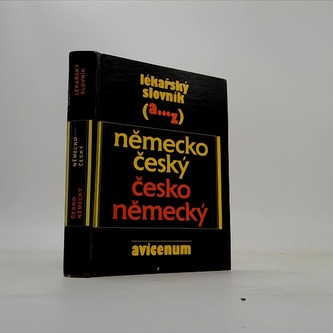 lékařský
slovník
(a...z)
německo
český
česko
německý
avicenum
LÉKAŘSKÝ
SLOVNÍK
NĚMECKO-
ČESKÝ
ČESKO
NĚMECKÝ